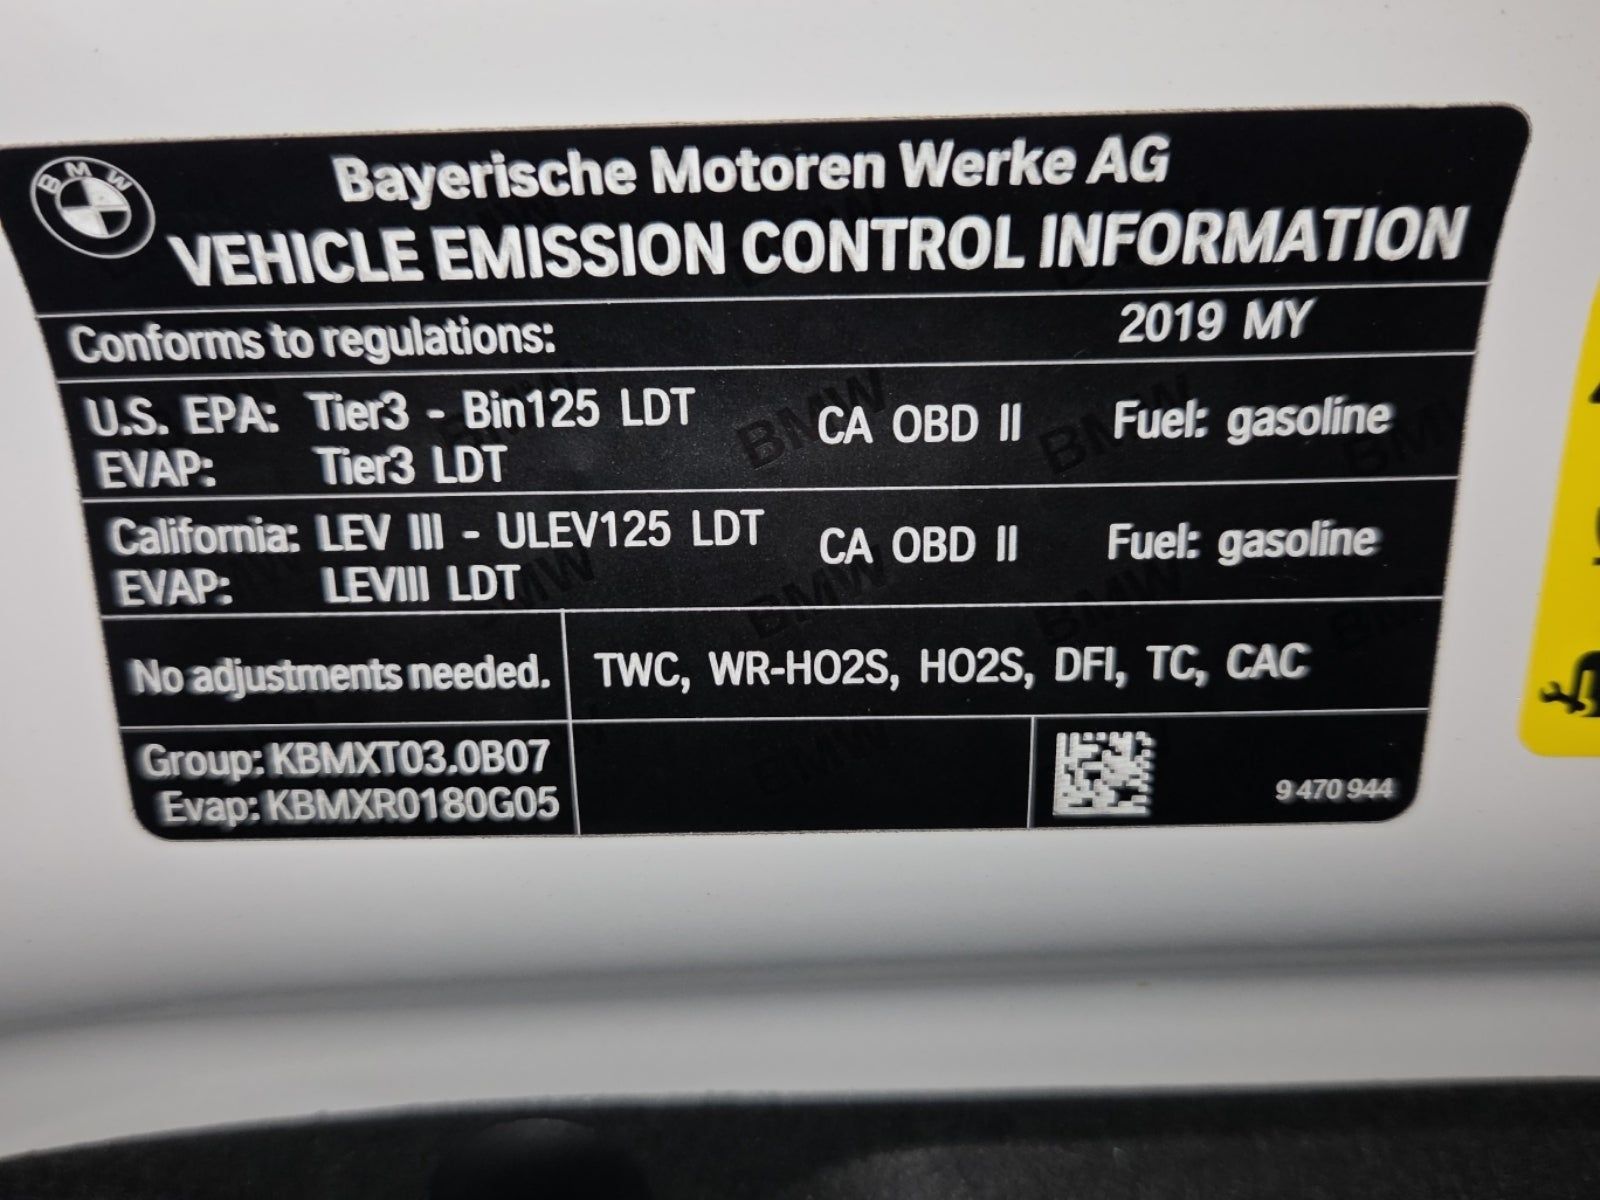 BMW
Bayerische Motoren Werke AG
VEHICLE EMISSION CONTROL INFORMATION
Conforms to regulations: 2019 MY
U.S. EPA: Tier3 - Bin125 LDT CA OBD II Fuel: gasoline
EVAP: Tier3 LDT
California: LEV III - ULEV125 LDT CA OBD II Fuel: gasoline
EVAP: LEVIII LDT
No adjustments needed. TWC, WR-HO2S, HO2S, DFI, TC, CAC
Group: KBMXT03.0B07
Evap: KBMXR0180G05
9 470 944